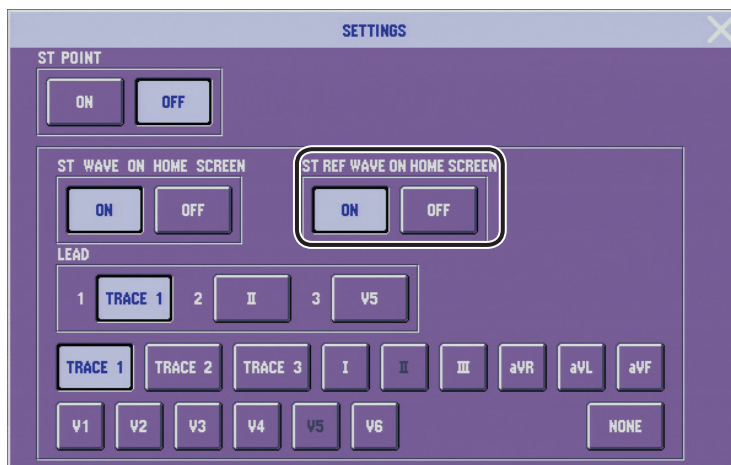 SETTINGS
ST POINT
ON OFF
ST WAVE ON HOME SCREEN ST REF WAVE ON HOME SCREEN
ON OFF ON OFF
LEAD
1 TRACE 1 2 II 3 V5
TRACE 1 TRACE 2 TRACE 3 I II III aVR aVL aVF
V1 V2 V3 V4 V5 V6 NONE